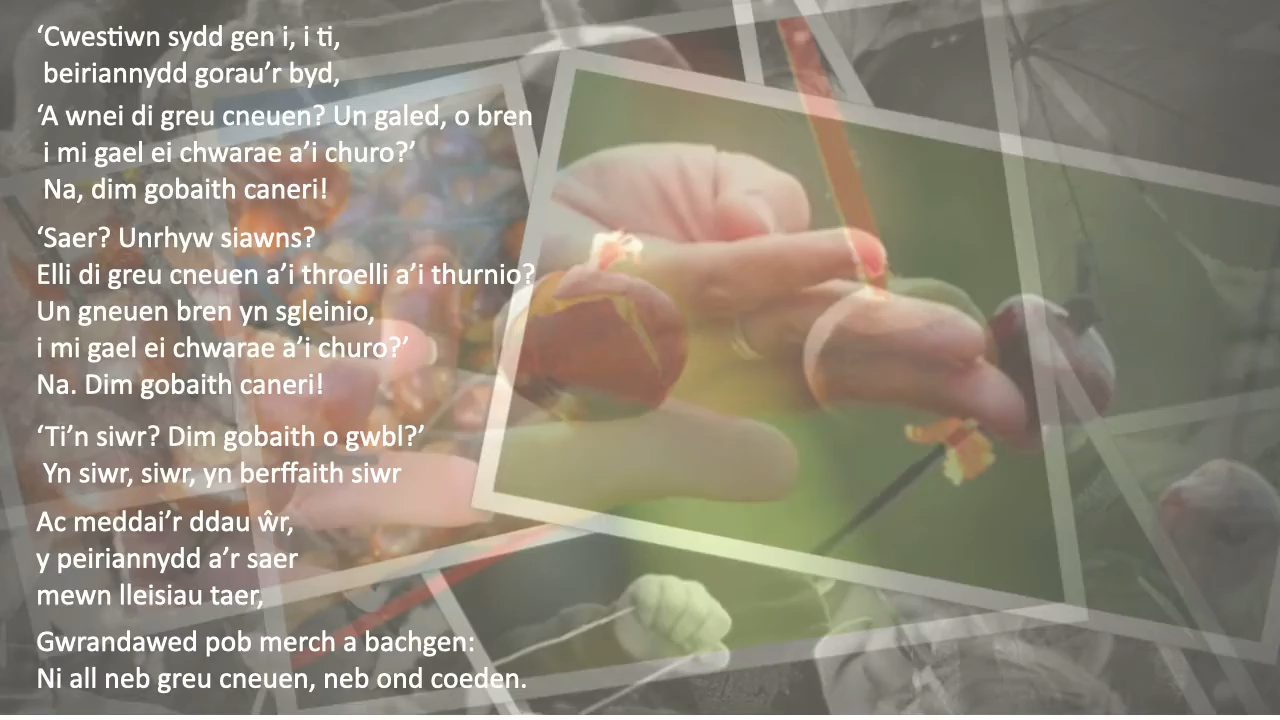 ‘Cwestiwn sydd gen i, i ti,
beiriannydd gorau’r byd,
‘A wnei di greu cneuen? Un galed, o bren
i mi gael ei chwarae a’i churo?’
Na, dim gobaith caneri!
‘Saer? Unrhyw siawns?
Elli di greu cneuen a’i throelli a’i thurnio?
Un gneuen bren yn sgleinio,
i mi gael ei chwarae a’i churo?’
Na. Dim gobaith caneri!
‘Ti’n siwr? Dim gobaith o gwbl?’
Yn siwr, siwr, yn berffaith siwr
Ac meddai’r ddau ŵr,
y peiriannydd a’r saer
mewn lleisiau taer,
Gwrandawed pob merch a bachgen:
Ni all neb greu cneuen, neb ond coeden.